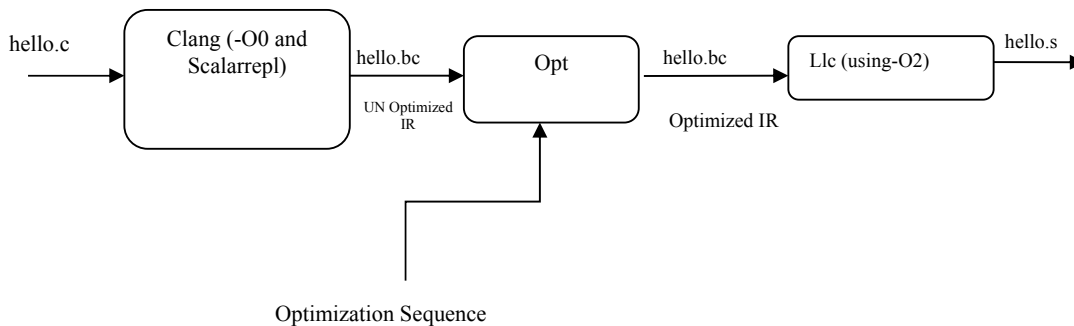 hello.c
Clang (-O0 and
Scalarrepl)
hello.bc
UN Optimized
IR
Opt
hello.bc
Optimized IR
Llc (using-O2)
hello.s
Optimization Sequence